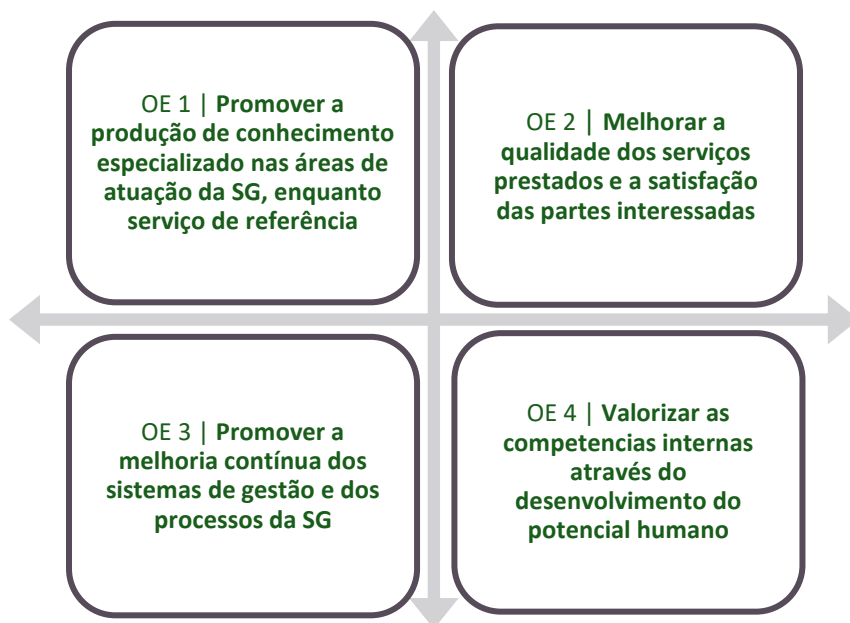 OE 1 | Promover a
produção de conhecimento
especializado nas áreas de
atuação da SG, enquanto
serviço de referência
OE 2 | Melhorar a
qualidade dos serviços
prestados e a satisfação
das partes interessadas
OE 3 | Promover a
melhoria contínua dos
sistemas de gestão e dos
processos da SG
OE 4 | Valorizar as
competencias internas
através do
desenvolvimento do
potencial humano